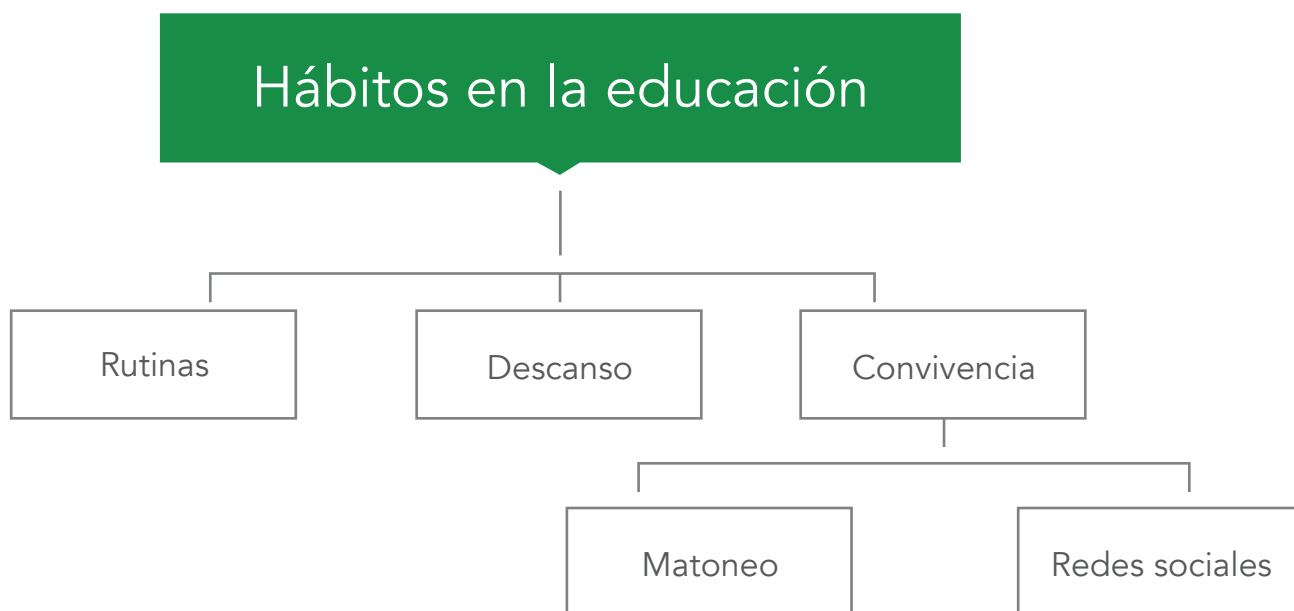 Hábitos en la educación
Rutinas
Descanso
Convivencia
Matoneo
Redes sociales